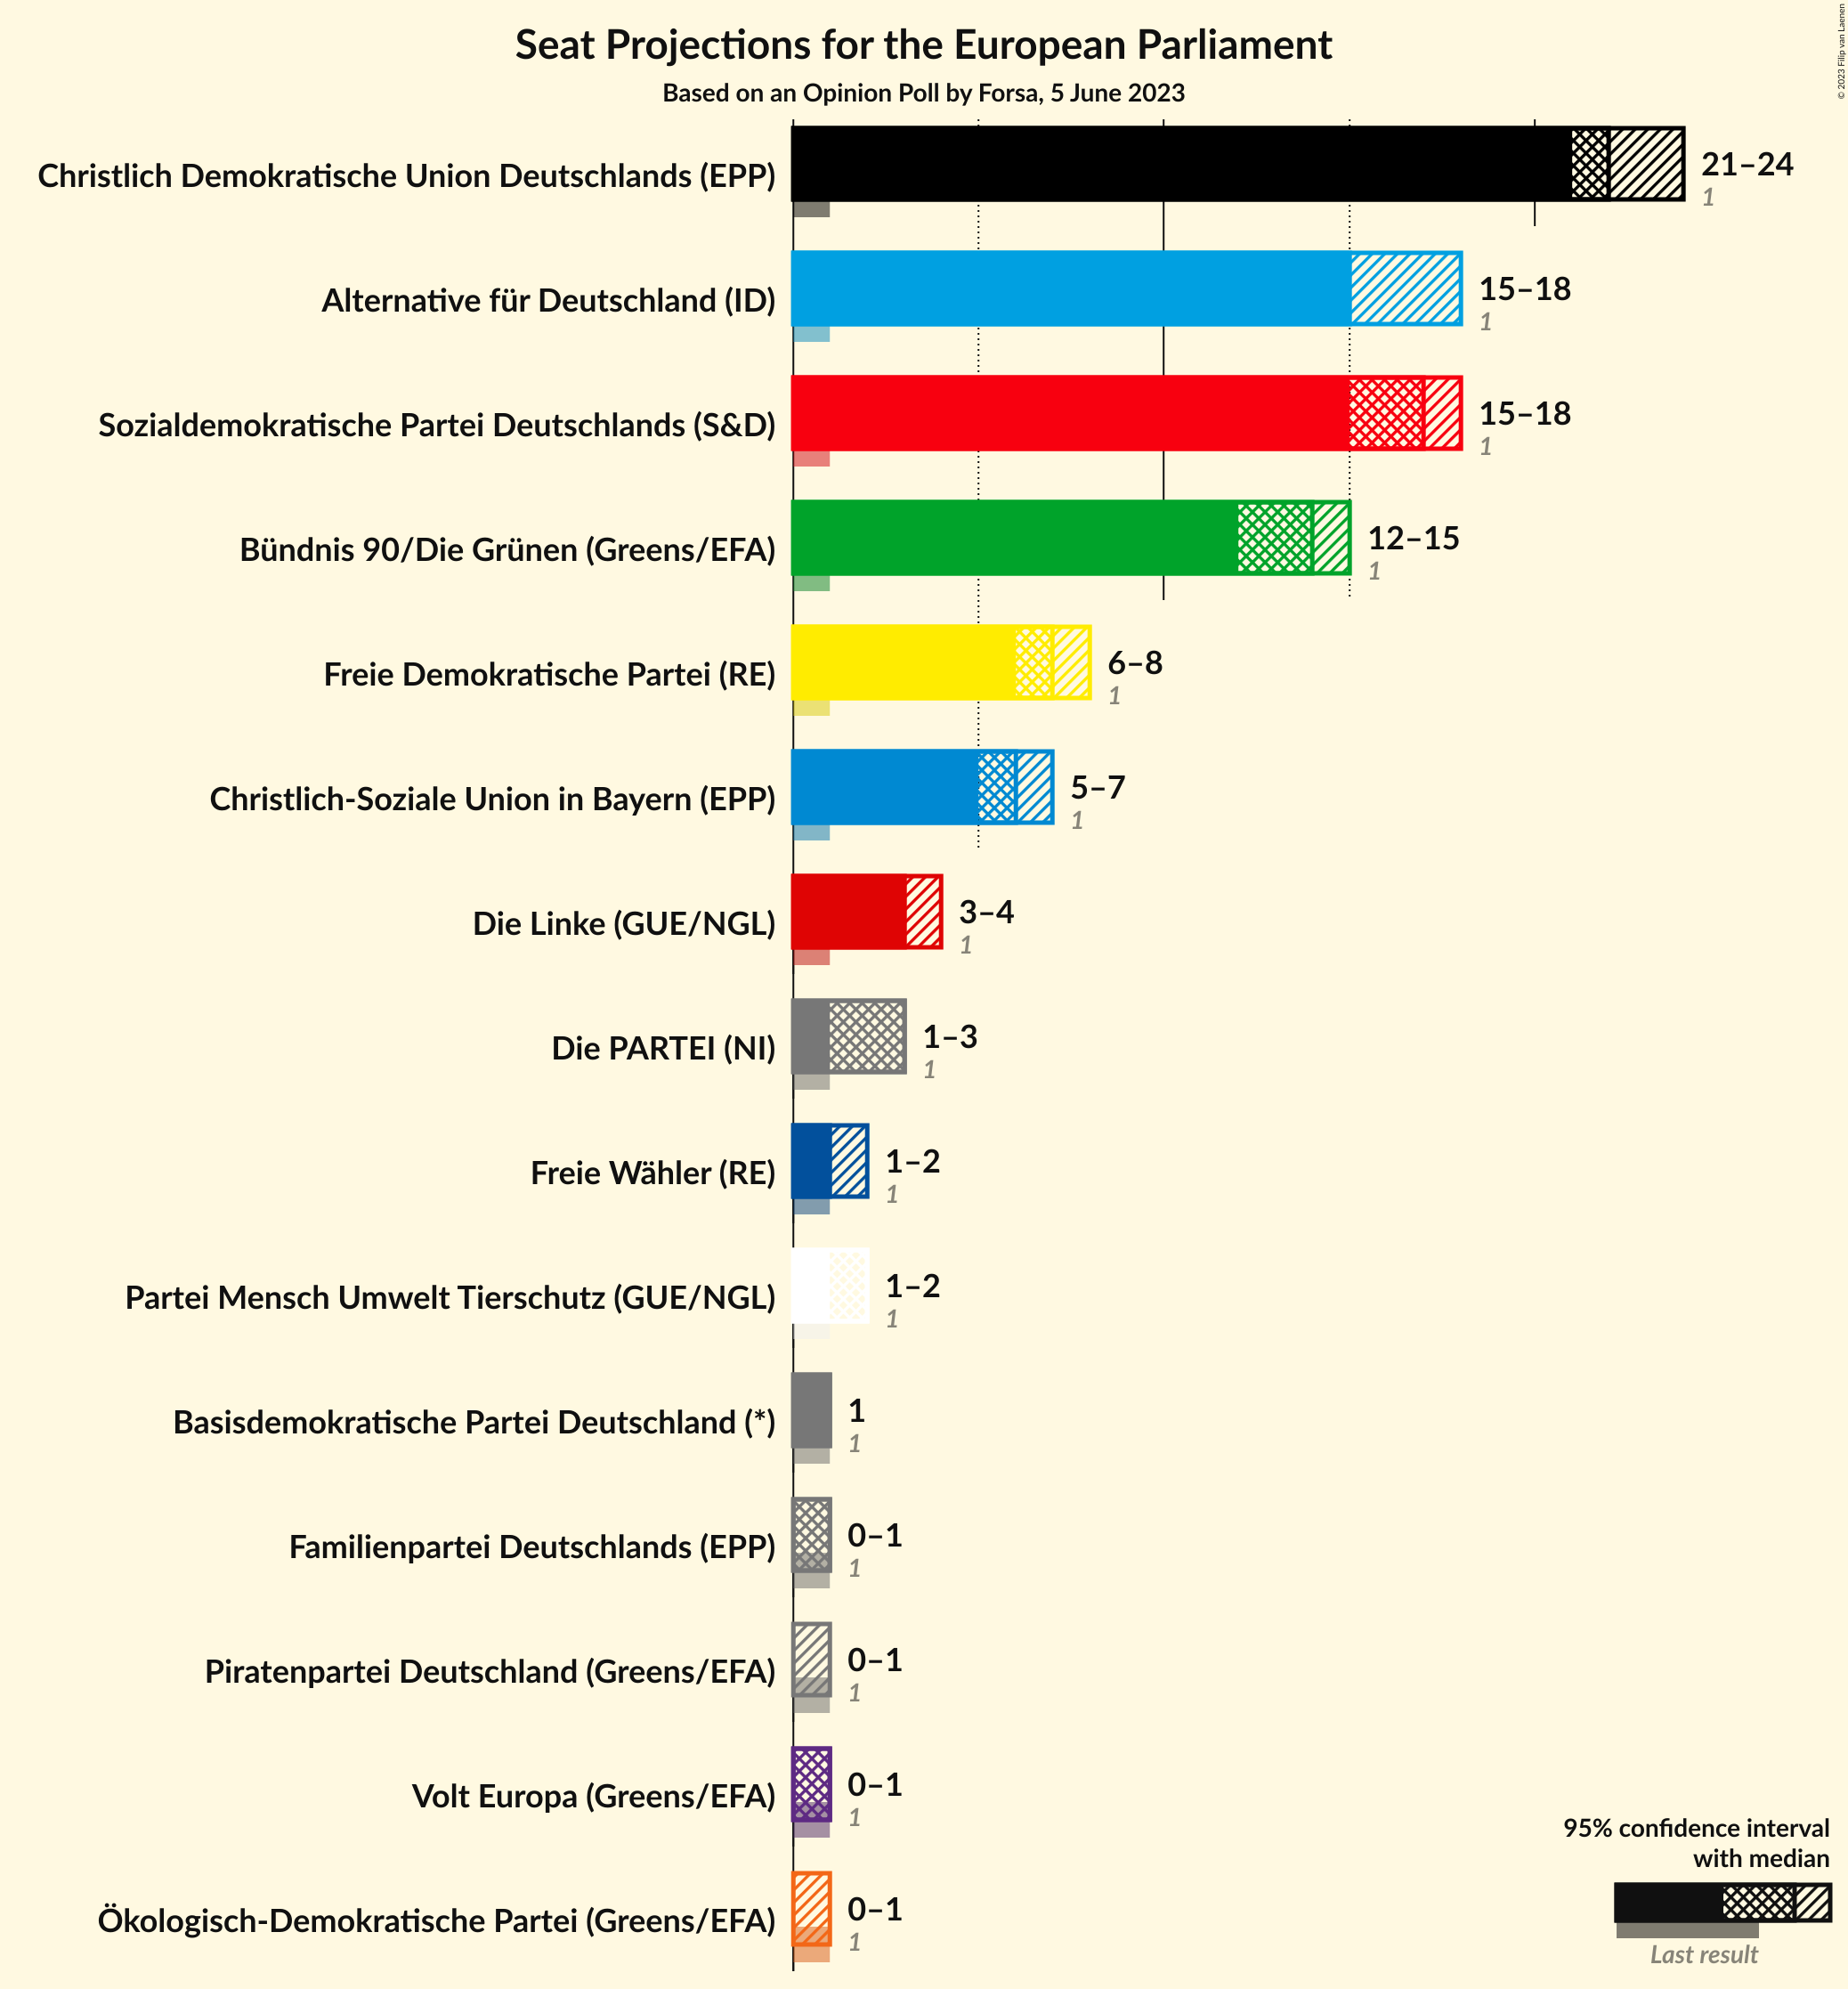 Seat Projections for the European Parliament
Based on an Opinion Poll by Forsa, 5 June 2023
© 2023 Filip van Laenen
Christlich Demokratische Union Deutschlands (EPP)
21–24
1
Alternative für Deutschland (ID)
15–18
1
Sozialdemokratische Partei Deutschlands (S&D)
15–18
1
Bündnis 90/Die Grünen (Greens/EFA)
12–15
1
Freie Demokratische Partei (RE)
6–8
1
Christlich-Soziale Union in Bayern (EPP)
5–7
1
Die Linke (GUE/NGL)
3–4
1
Die PARTEI (NI)
1–3
1
Freie Wähler (RE)
1–2
1
Partei Mensch Umwelt Tierschutz (GUE/NGL)
1–2
1
Basisdemokratische Partei Deutschland (*)
1
1
Familienpartei Deutschlands (EPP)
0–1
1
Piratenpartei Deutschland (Greens/EFA)
0–1
1
Volt Europa (Greens/EFA)
0–1
1
Ökologisch-Demokratische Partei (Greens/EFA)
0–1
1
95% confidence interval
with median
Last result